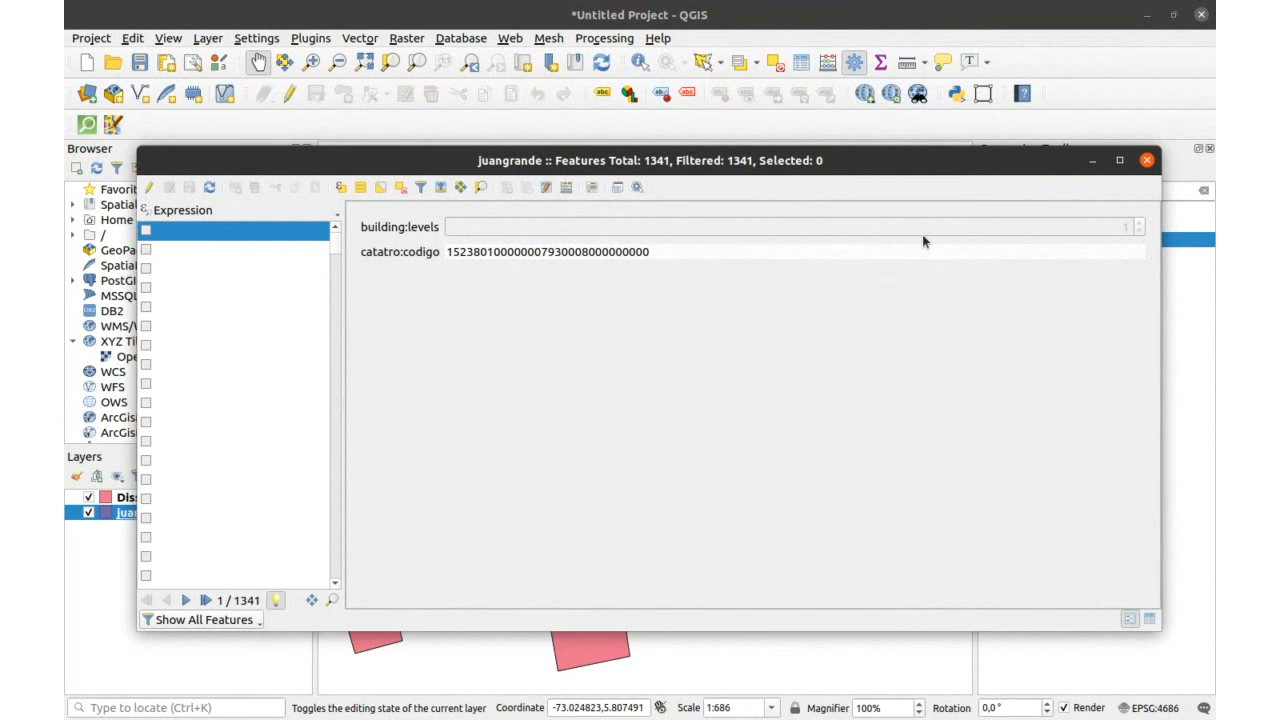 *Untitled Project - QGIS
Project Edit View Layer Settings Plugins Vector Raster Database Web Mesh Processing Help
Browser
juangrande :: Features Total: 1341, Filtered: 1341, Selected: 0
Favorit
Spatia
Home
/
GeoPa
Spatia
PostGI
MSSQL
DB2
WMS/W
XYZ Til
Ope
WCS
WFS
OWS
ArcGis
ArcGis
Expression
building:levels 1
catatro:codigo 152380100000007930008000000000
Layers
Diss
juan
1 / 1341
Show All Features
Type to locate (Ctrl+K) Toggles the editing state of the current layer Coordinate -73.024823,5.807491 Scale 1:686 Magnifier 100% Rotation 0,0 ° Render EPSG:4686